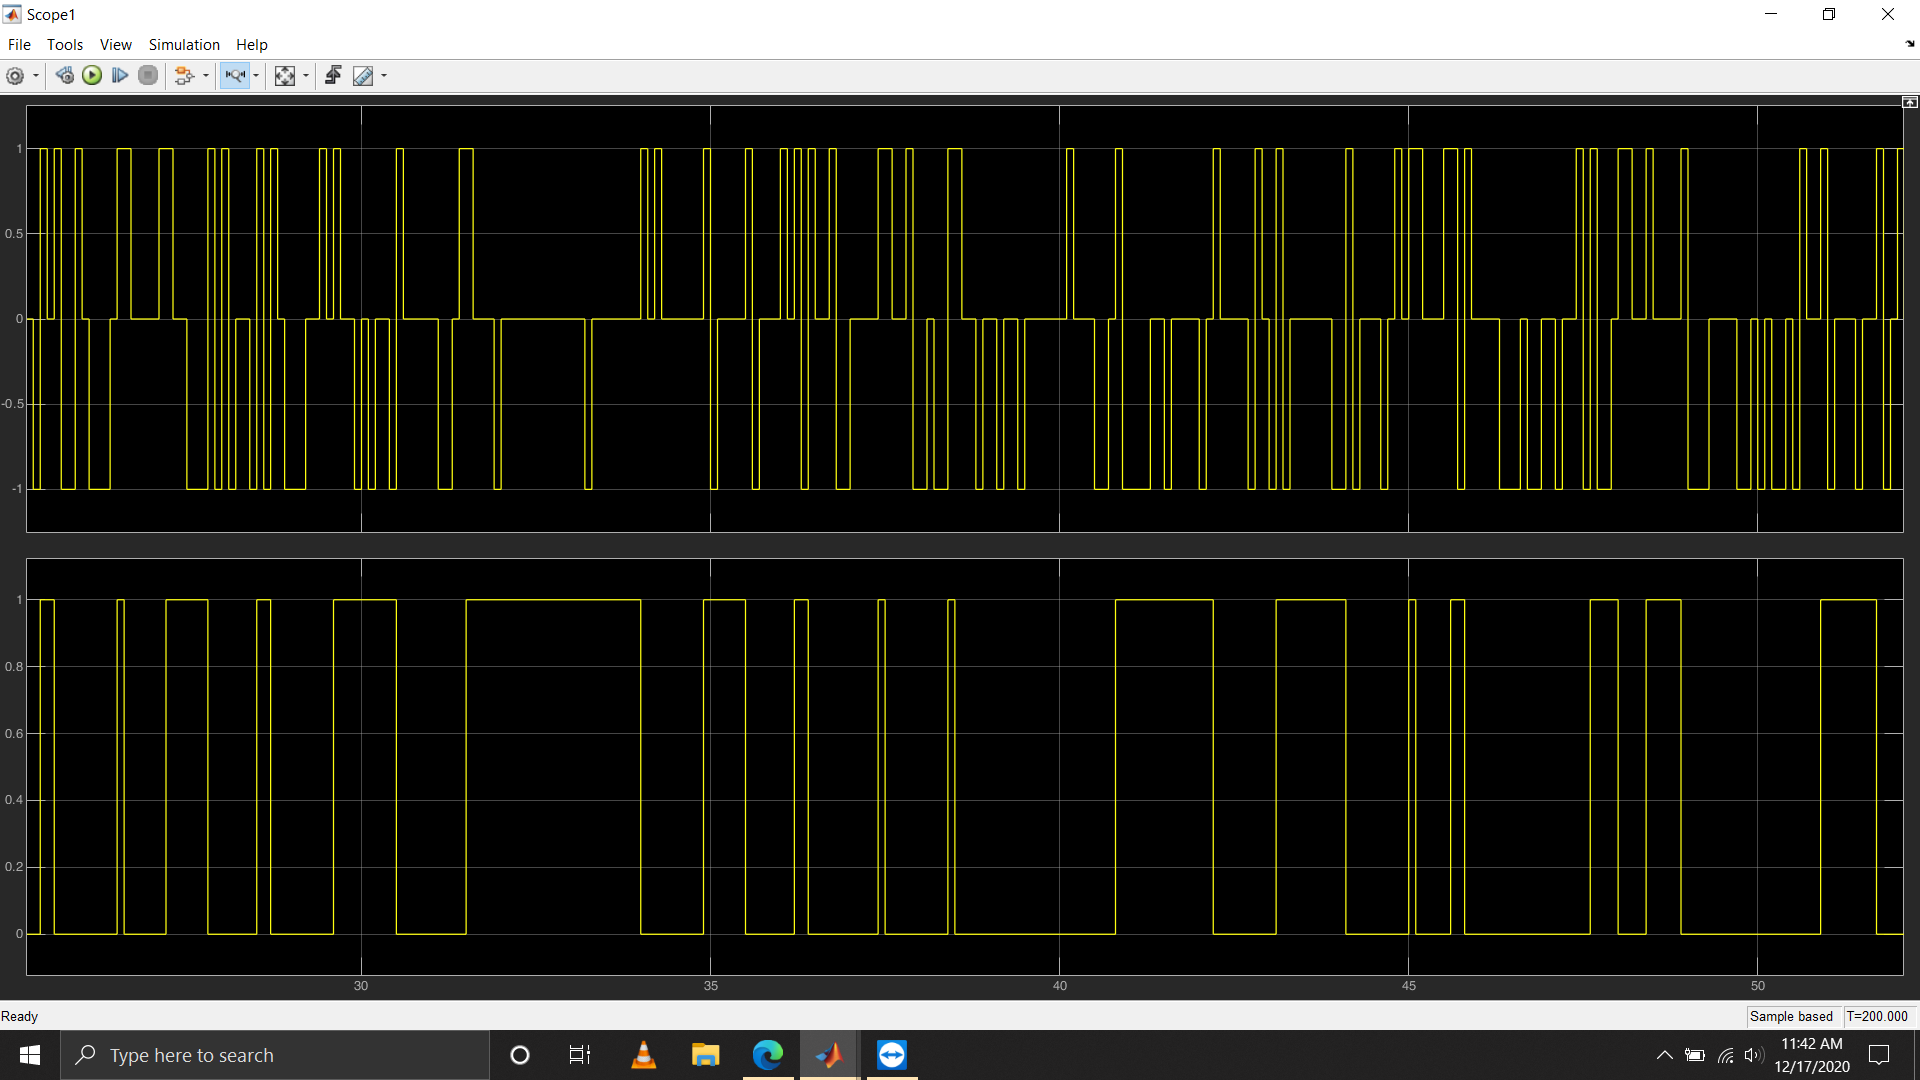 Scope1
File Tools View Simulation Help
1
0.5
0
-0.5
-1
1
0.8
0.6
0.4
0.2
0
30 35 40 45 50
Ready Sample based T=200.000
Type here to search 11:42 AM
12/17/2020